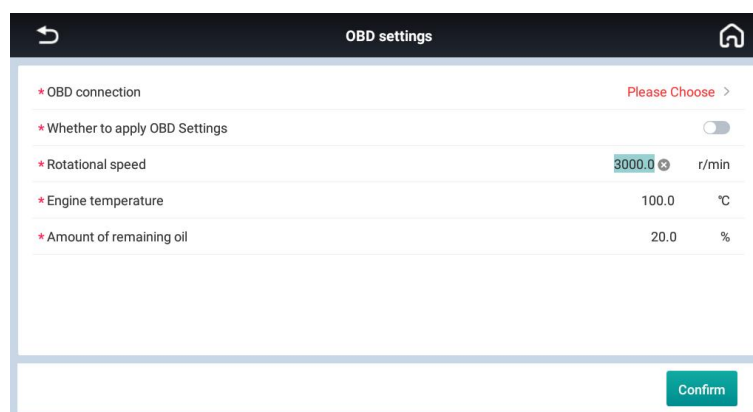 OBD settings
* OBD connection Please Choose >
* Whether to apply OBD Settings
* Rotational speed 3000.0 r/min
* Engine temperature 100.0 ℃
* Amount of remaining oil 20.0 %
Confirm